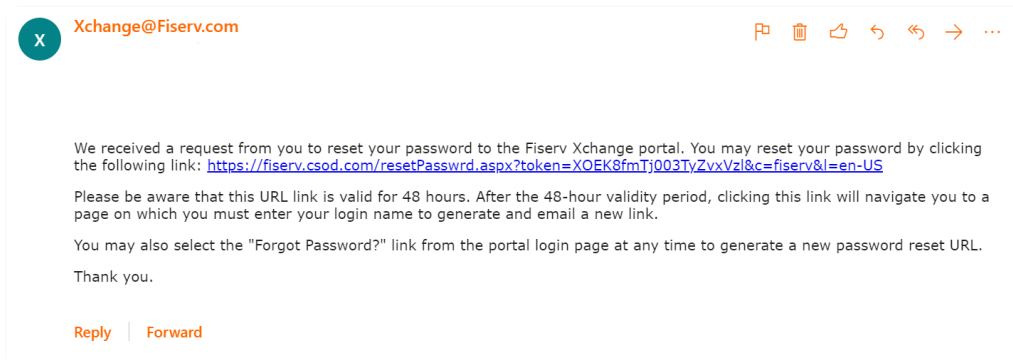 X
Xchange@Fiserv.com
We received a request from you to reset your password to the Fiserv Xchange portal. You may reset your password by clicking
the following link: https://fiserv.csod.com/resetPasswrd.aspx?token=XOEK8fmTj003TyZvxVzl&c=fiserv&l=en-US
Please be aware that this URL link is valid for 48 hours. After the 48-hour validity period, clicking this link will navigate you to a
page on which you must enter your login name to generate and email a new link.
You may also select the "Forgot Password?" link from the portal login page at any time to generate a new password reset URL.
Thank you.
Reply Forward